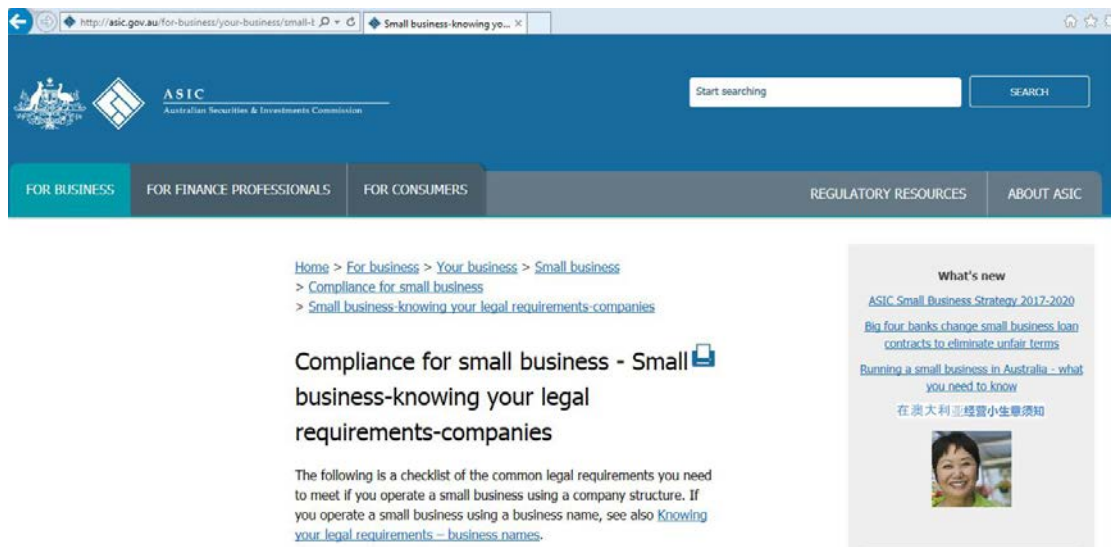 http://asic.gov.au/for-business/your-business/small-
Small business-knowing yo...
ASIC
Australian Securities & Investments Commission
Start searching
SEARCH
FOR BUSINESS
FOR FINANCE PROFESSIONALS
FOR CONSUMERS
REGULATORY RESOURCES
ABOUT ASIC
Home > For business > Your business > Small business
> Compliance for small business
> Small business-knowing your legal requirements-companies
Compliance for small business - Small
business-knowing your legal
requirements-companies
The following is a checklist of the common legal requirements you need
to meet if you operate a small business using a company structure. If
you operate a small business using a business name, see also Knowing
your legal requirements – business names.
What's new
ASIC Small Business Strategy 2017-2020
Big four banks change small business loan
contracts to eliminate unfair terms
Running a small business in Australia - what
you need to know
在澳大利亚经营小生意须知